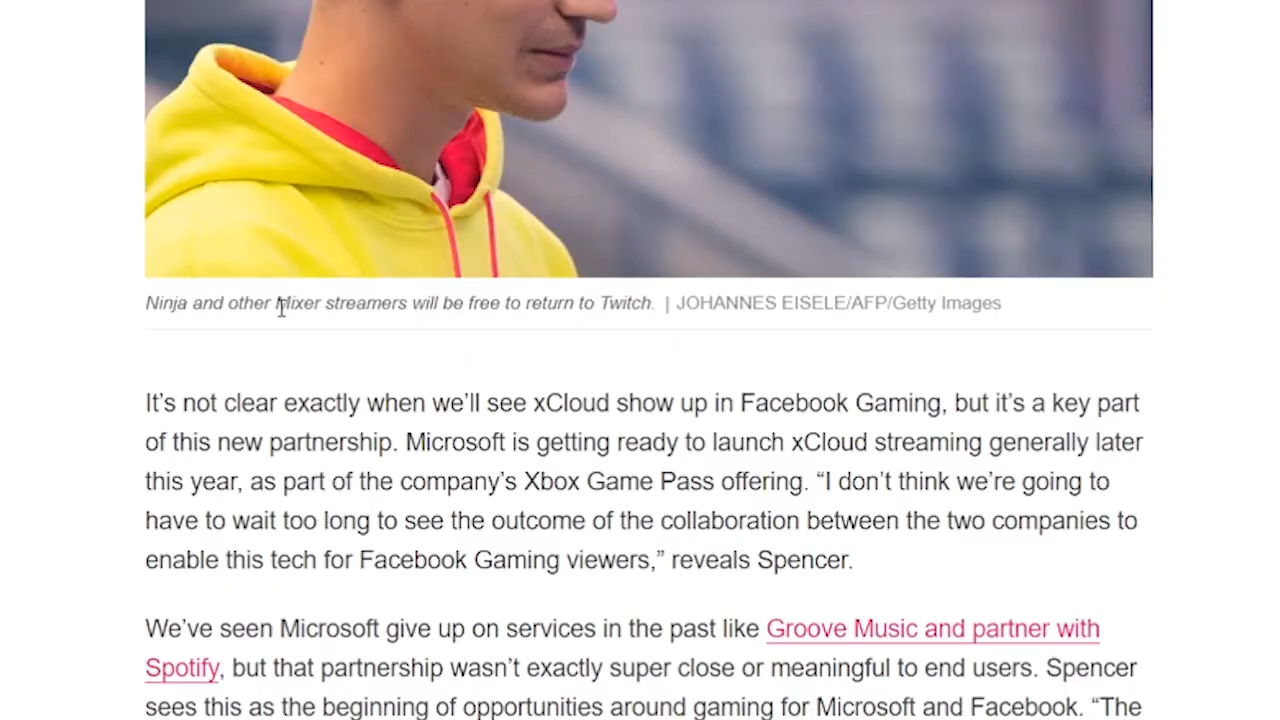 Ninja and other Mixer streamers will be free to return to Twitch. | JOHANNES EISELE/AFP/Getty Images
It’s not clear exactly when we’ll see xCloud show up in Facebook Gaming, but it’s a key part
of this new partnership. Microsoft is getting ready to launch xCloud streaming generally later
this year, as part of the company’s Xbox Game Pass offering. “I don’t think we’re going to
have to wait too long to see the outcome of the collaboration between the two companies to
enable this tech for Facebook Gaming viewers,” reveals Spencer.
We’ve seen Microsoft give up on services in the past like Groove Music and partner with
Spotify, but that partnership wasn’t exactly super close or meaningful to end users. Spencer
sees this as the beginning of opportunities around gaming for Microsoft and Facebook. “The